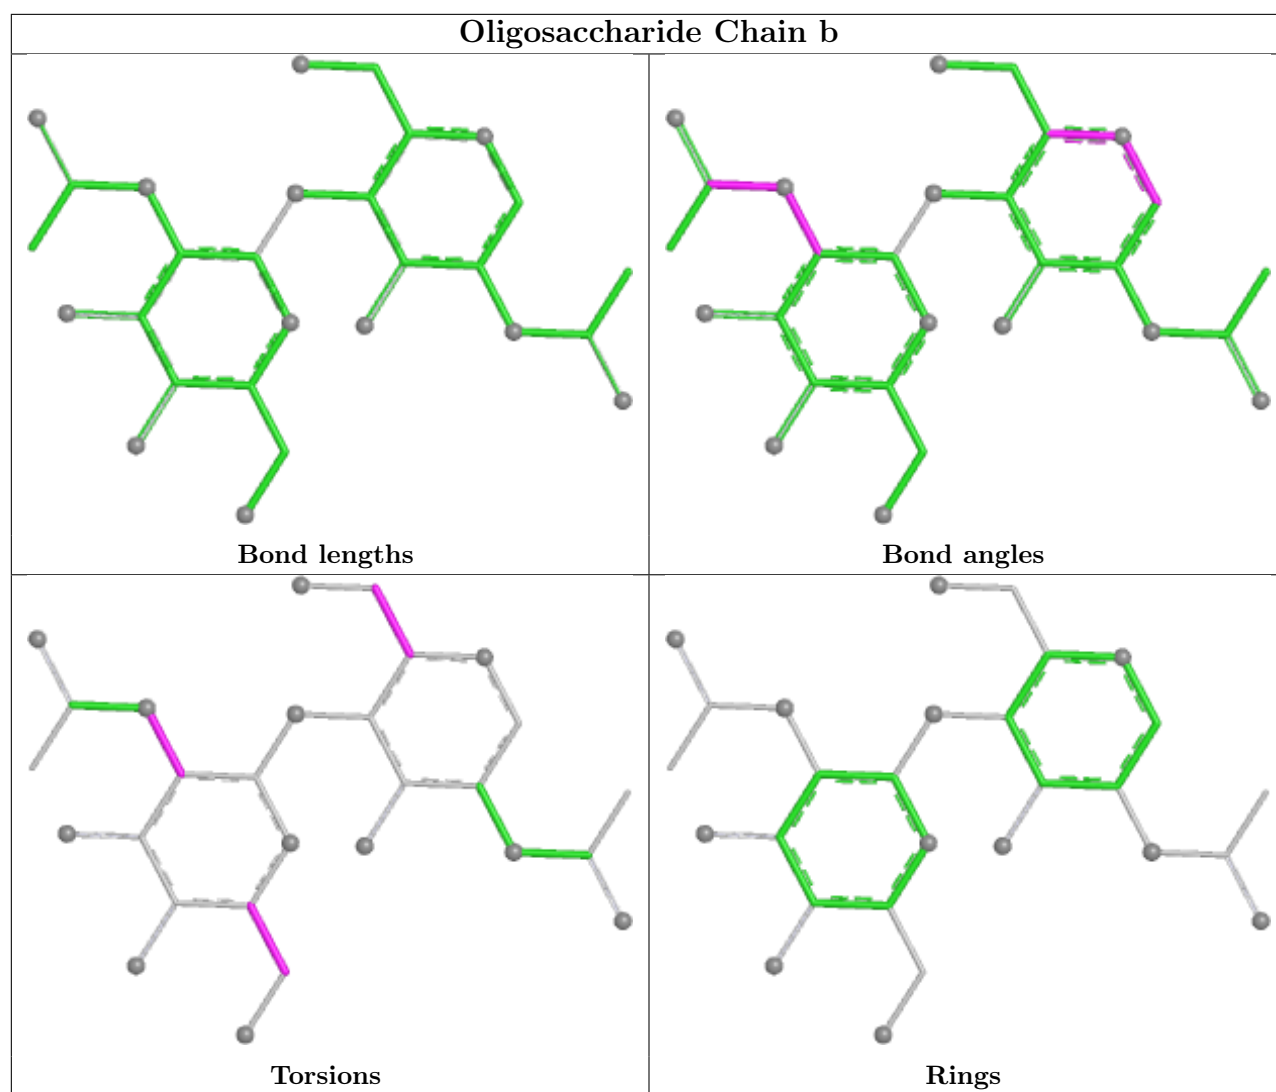 Oligosaccharide Chain b
Bond lengths
Bond angles
Torsions
Rings